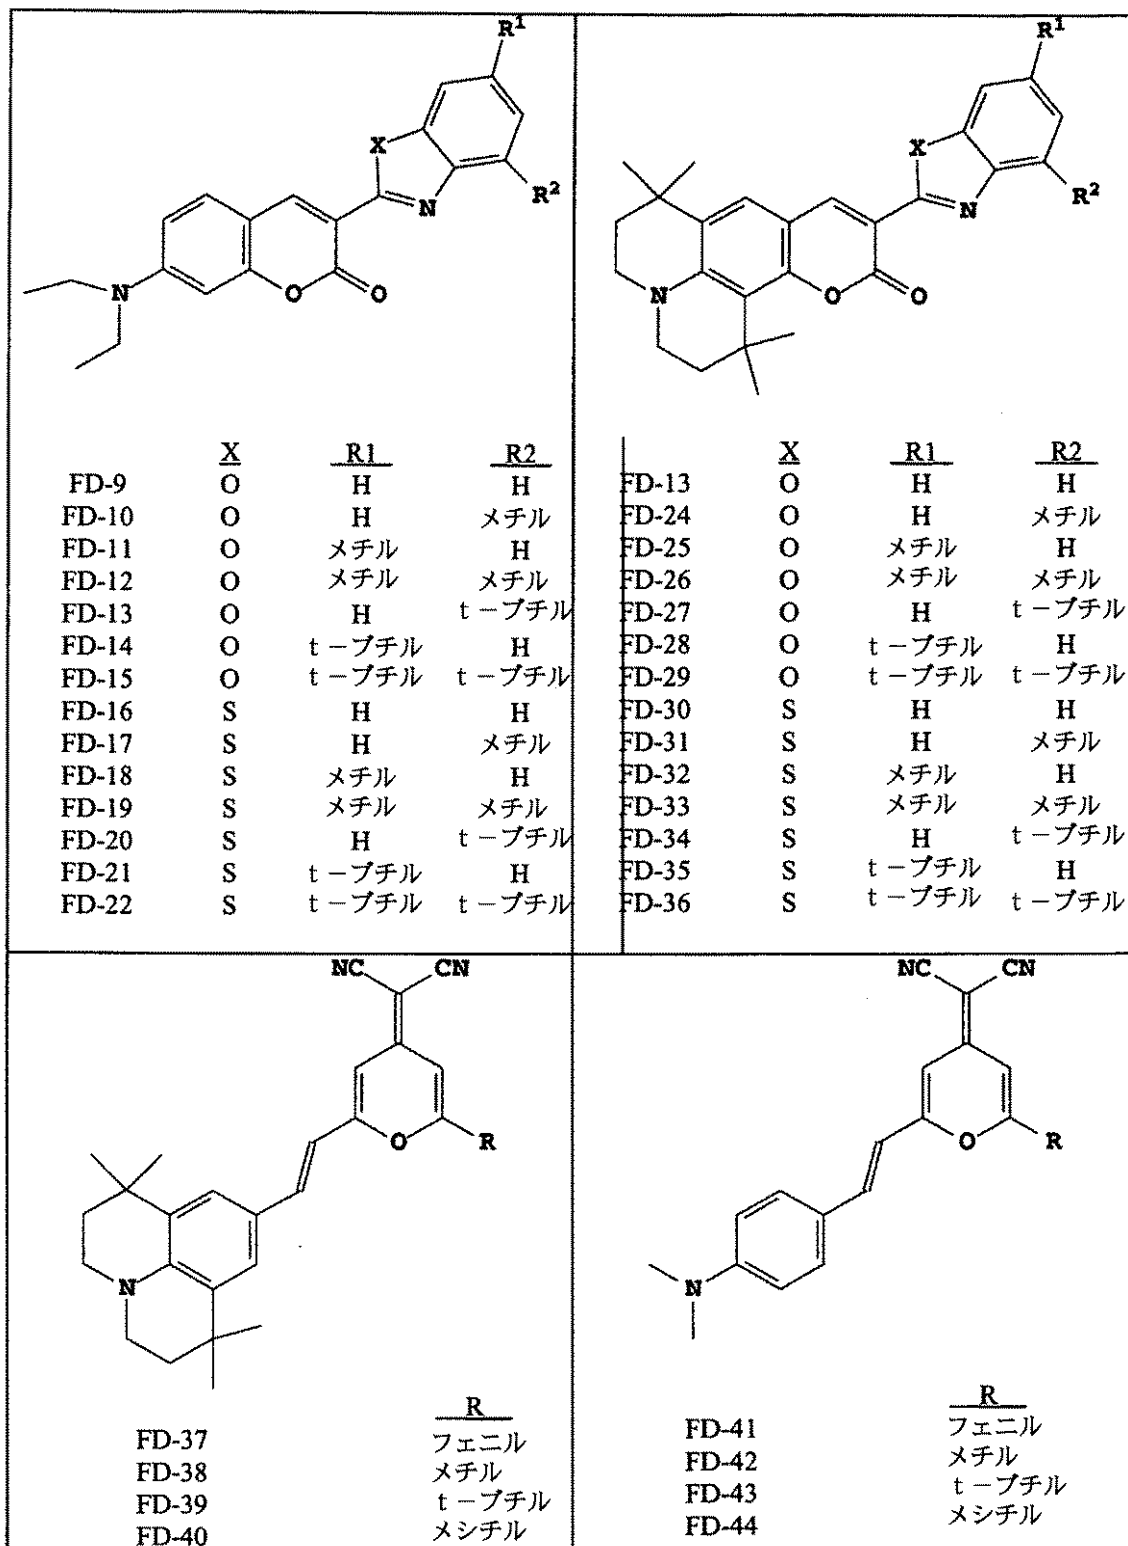 R¹
X
R²
N
N
O
O
X R1 R2
FD-9 O H H
FD-10 O H メチル
FD-11 O メチル H
FD-12 O メチル メチル
FD-13 O H t－ブチル
FD-14 O t－ブチル H
FD-15 O t－ブチル t－ブチル
FD-16 S H H
FD-17 S H メチル
FD-18 S メチル H
FD-19 S メチル メチル
FD-20 S H t－ブチル
FD-21 S t－ブチル H
FD-22 S t－ブチル t－ブチル
R¹
X
R²
N
N
O
O
X R1 R2
FD-13 O H H
FD-24 O H メチル
FD-25 O メチル H
FD-26 O メチル メチル
FD-27 O H t－ブチル
FD-28 O t－ブチル H
FD-29 O t－ブチル t－ブチル
FD-30 S H H
FD-31 S H メチル
FD-32 S メチル H
FD-33 S メチル メチル
FD-34 S H t－ブチル
FD-35 S t－ブチル H
FD-36 S t－ブチル t－ブチル
NC CN
O R
N
R
FD-37 フェニル
FD-38 メチル
FD-39 t－ブチル
FD-40 メシチル
NC CN
O R
N
R
FD-41 フェニル
FD-42 メチル
FD-43 t－ブチル
FD-44 メシチル